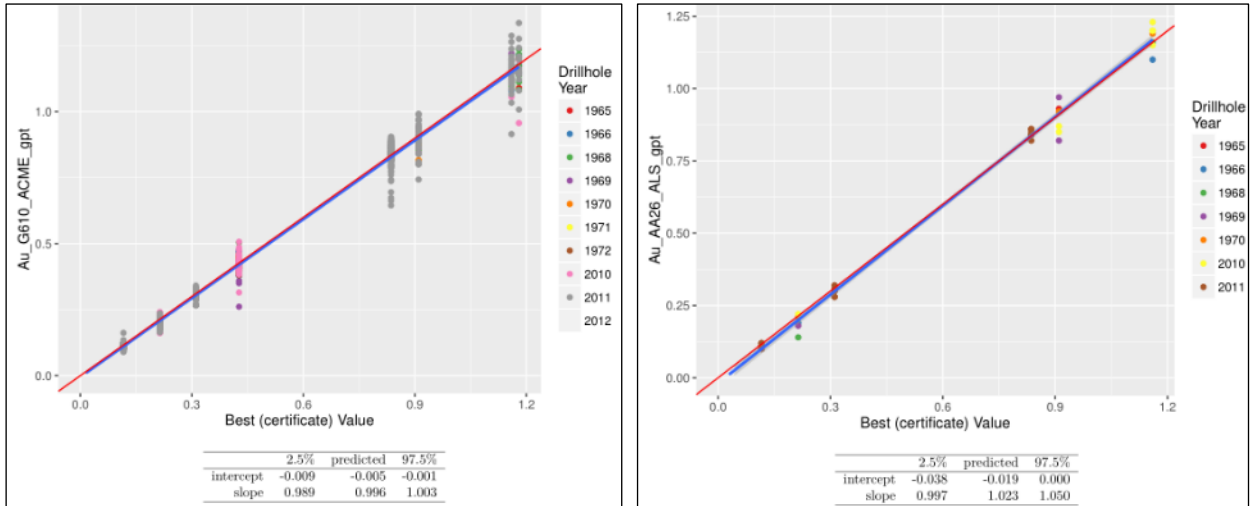 Au_G610_ACME_gpt
1.0
0.5
0.0
0.0 0.3 0.6 0.9 1.2
Best (certificate) Value
Drillhole
Year
1965
1966
1968
1969
1970
1971
1972
2010
2011
2012
2.5% predicted 97.5%
intercept -0.009 -0.005 -0.001
slope 0.989 0.996 1.003
Au_AA26_ALS_gpt
1.25
1.00
0.75
0.50
0.25
0.00
0.0 0.3 0.6 0.9 1.2
Best (certificate) Value
Drillhole
Year
1965
1966
1968
1969
1970
2010
2011
2.5% predicted 97.5%
intercept -0.038 -0.019 0.000
slope 0.997 1.023 1.050